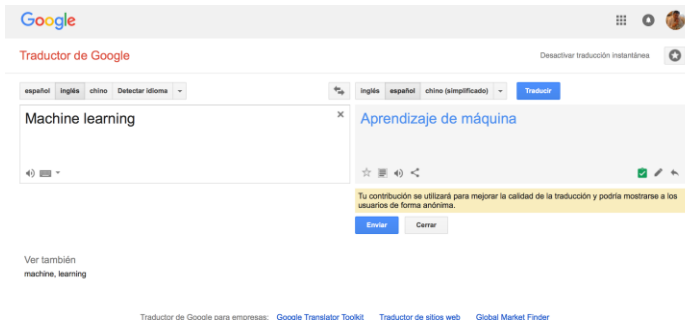 Google
Traductor de Google
Desactivar traducción instantánea
español inglés chino Detectar idioma
inglés español chino (simplificado) Traducir
Machine learning
Aprendizaje de máquina
Tu contribución se utilizará para mejorar la calidad de la traducción y podría mostrarse a los
usuarios de forma anónima.
Enviar Cerrar
Ver también
machine, learning
Traductor de Google para empresas: Google Translator Toolkit Traductor de sitios web Global Market Finder